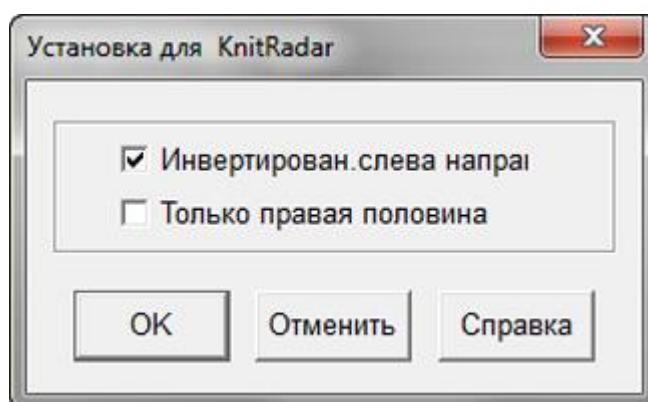 Установка для KnitRadar
Инвертирован.слева напра
Только правая половина
OK
Отменить
Справка